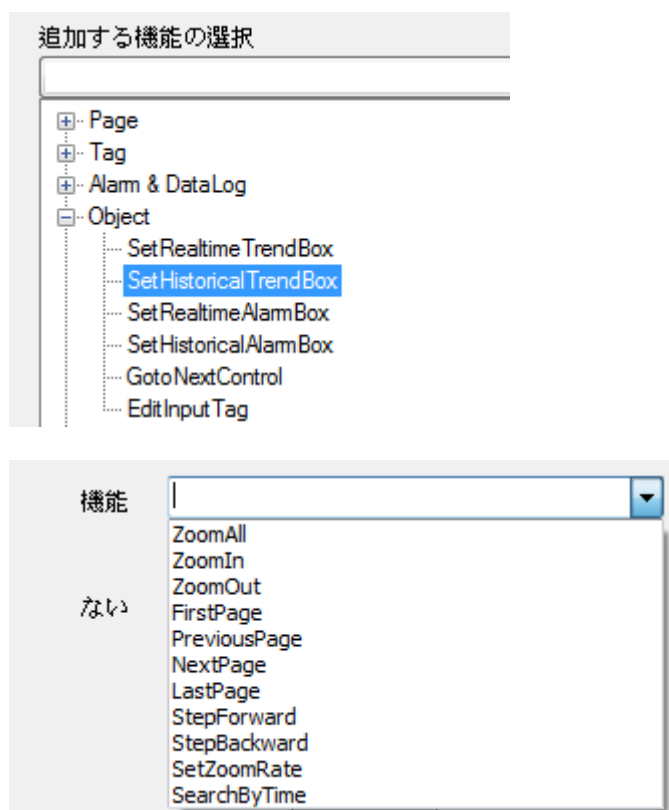 追加する機能の選択
Page
Tag
Alarm & DataLog
Object
SetRealtimeTrendBox
SetHistoricalTrendBox
SetRealtimeAlarmBox
SetHistoricalAlarmBox
GotoNextControl
EditInputTag
機能
ZoomAll
ZoomIn
ZoomOut
ない
FirstPage
PreviousPage
NextPage
LastPage
StepForward
StepBackward
SetZoomRate
SearchByTime